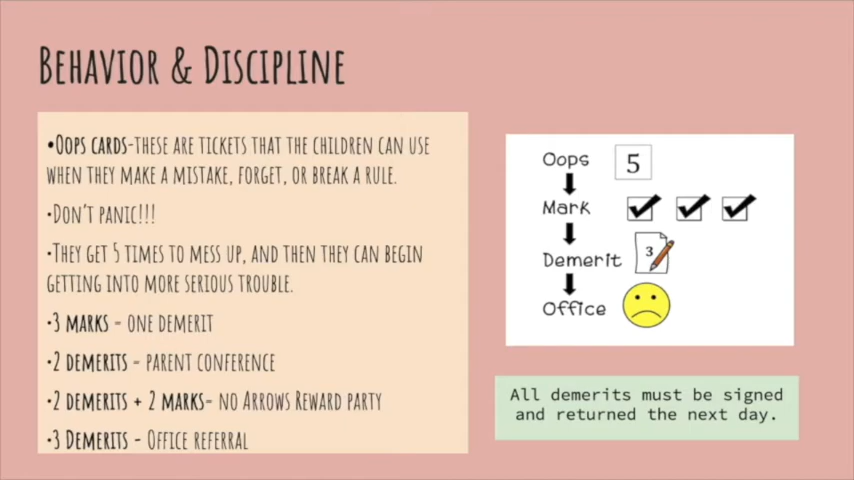 Behavior & Discipline
•Oops cards-these are tickets that the children can use
when they make a mistake, forget, or break a rule.
•Don't panic!!!
•They get 5 times to mess up, and then they can begin
getting into more serious trouble.
•3 marks = one demerit
•2 demerits = parent conference
•2 demerits + 2 marks= no Arrows Reward party
•3 Demerits - Office referral
Oops 5
Mark
Demerit 3
Office
All demerits must be signed
and returned the next day.